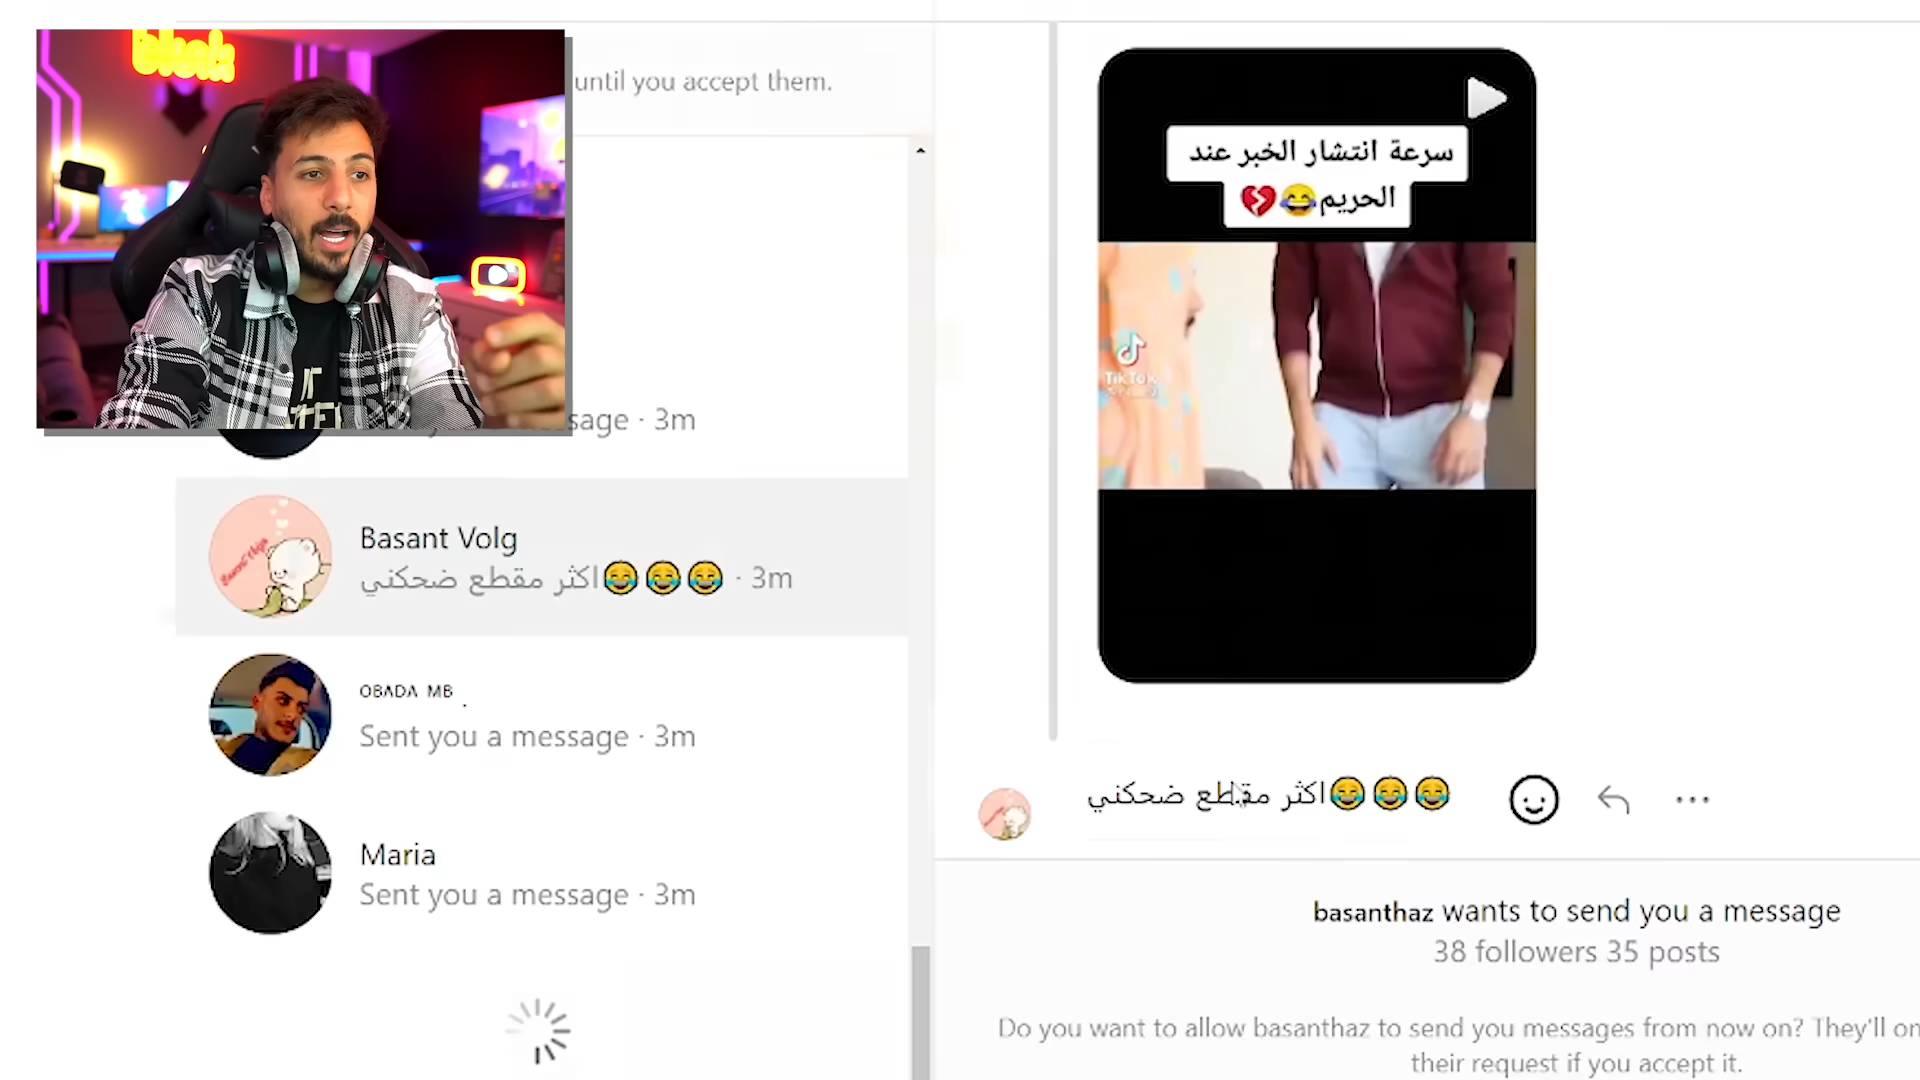 blok
until you accept them.
sage · 3m
Basant Volg
اكثر مقطع ضحكني😂😂😂 · 3m
OBADA MB .
Sent you a message · 3m
Maria
Sent you a message · 3m
سرعة انتشار الخبر عند
الحريم😂💔
TikTok
اكثر مقطع ضحكني😂😂😂
basanthaz wants to send you a message
38 followers 35 posts
Do you want to allow basanthaz to send you messages from now on? They'll
their request if you accept it.